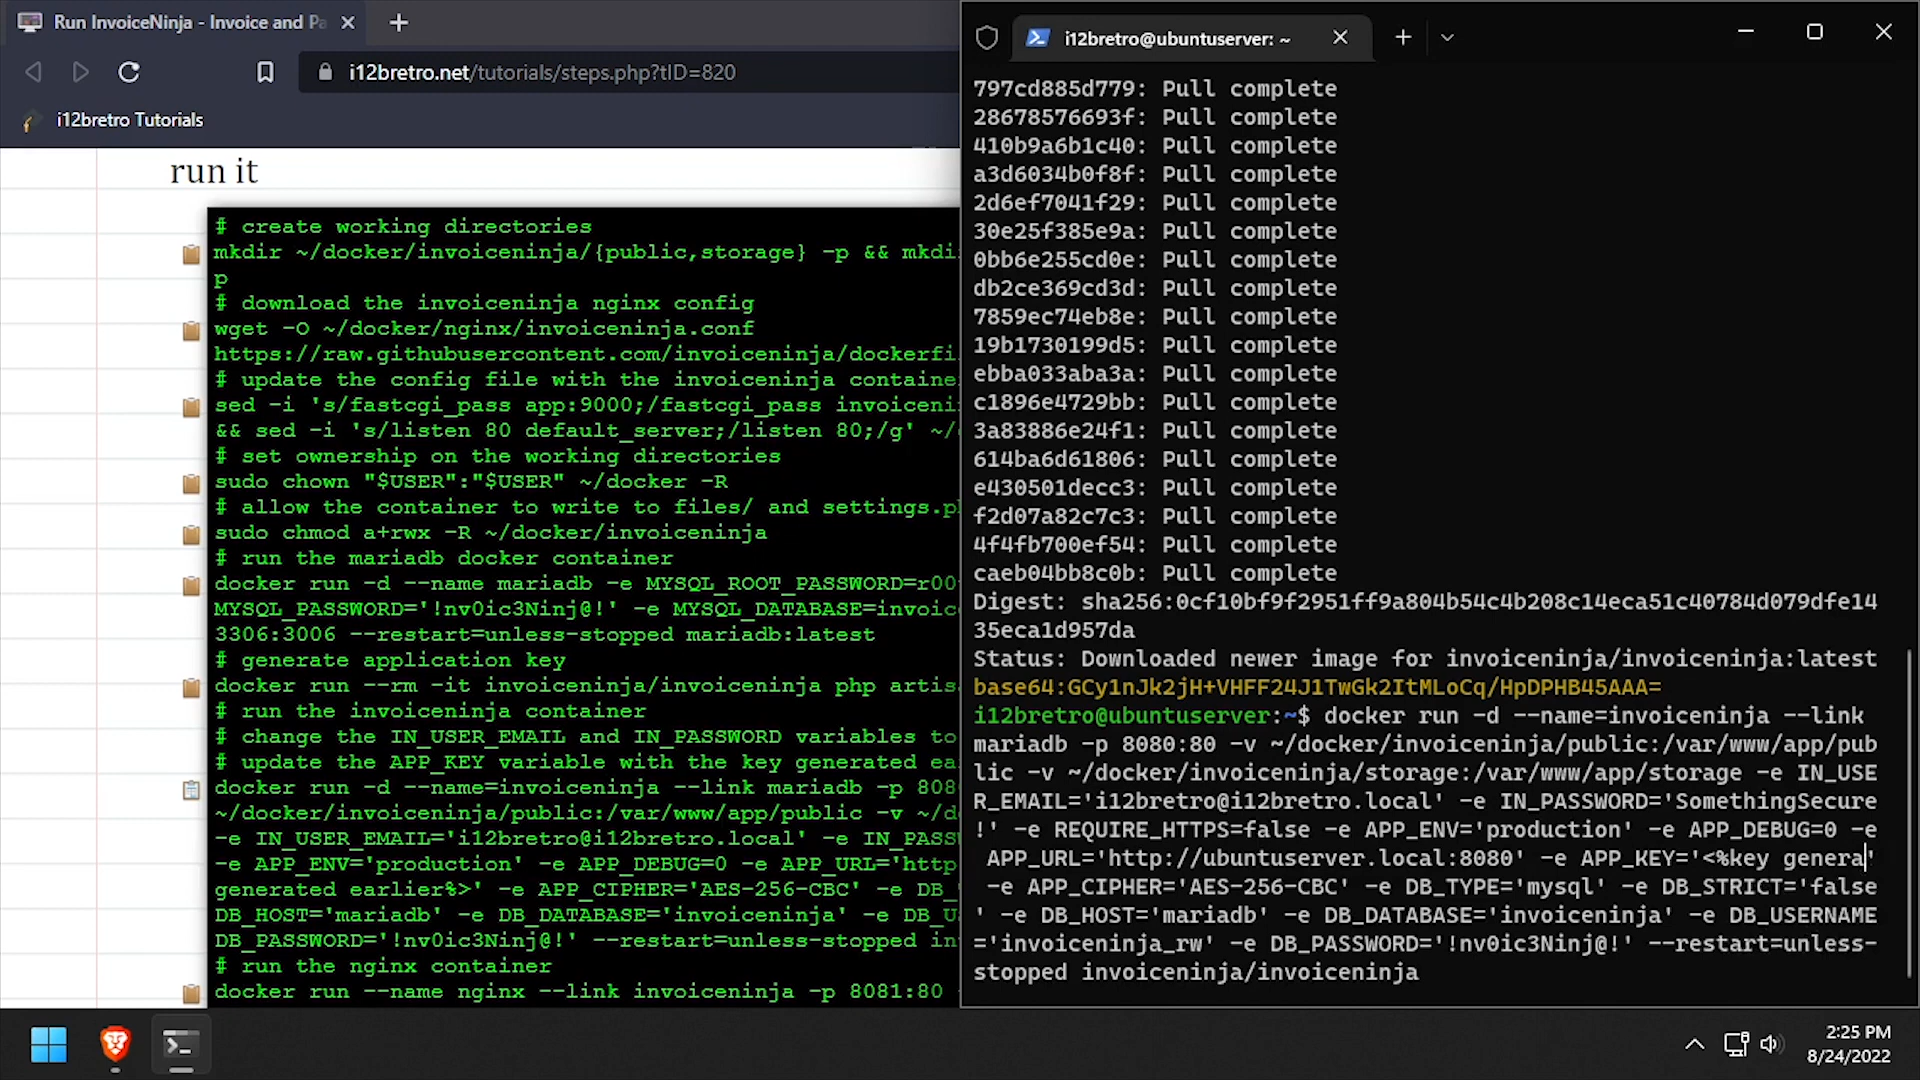 Run InvoiceNinja - Invoice and Pa
i12bretro.net/tutorials/steps.php?tID=820
i12bretro Tutorials
run it
# create working directories
mkdir ~/docker/invoiceninja/{public,storage} -p && mkdi
p
# download the invoiceninja nginx config
wget -O ~/docker/nginx/invoiceninja.conf
https://raw.githubusercontent.com/invoiceninja/dockerfi
# update the config file with the invoiceninja containe
sed -i 's/fastcgi_pass app:9000;/fastcgi_pass invoiceni
&& sed -i 's/listen 80 default_server;/listen 80;/g' ~/
# set ownership on the working directories
sudo chown "$USER":"$USER" ~/docker -R
# allow the container to write to files/ and settings.p
sudo chmod a+rwx -R ~/docker/invoiceninja
# run the mariadb docker container
docker run -d --name mariadb -e MYSQL_ROOT_PASSWORD=r00
MYSQL_PASSWORD='!nv0ic3Ninj@!' -e MYSQL_DATABASE=invoic
3306:3006 --restart=unless-stopped mariadb:latest
# generate application key
docker run --rm -it invoiceninja/invoiceninja php artis
# run the invoiceninja container
# change the IN_USER_EMAIL and IN_PASSWORD variables to
# update the APP_KEY variable with the key generated ea
docker run -d --name=invoiceninja --link mariadb -p 808
~/docker/invoiceninja/public:/var/www/app/public -v ~/d
-e IN_USER_EMAIL='i12bretro@i12bretro.local' -e IN_PASS
-e APP_ENV='production' -e APP_DEBUG=0 -e APP_URL='http
generated earlier%>' -e APP_CIPHER='AES-256-CBC' -e DB_
DB_HOST='mariadb' -e DB_DATABASE='invoiceninja' -e DB_U
DB_PASSWORD='!nv0ic3Ninj@!' --restart=unless-stopped in
# run the nginx container
docker run --name nginx --link invoiceninja -p 8081:80
i12bretro@ubuntuserver: ~
797cd885d779: Pull complete
28678576693f: Pull complete
410b9a6b1c40: Pull complete
a3d6034b0f8f: Pull complete
2d6ef7041f29: Pull complete
30e25f385e9a: Pull complete
0bb6e255cd0e: Pull complete
db2ce369cd3d: Pull complete
7859ec74eb8e: Pull complete
19b1730199d5: Pull complete
ebba033aba3a: Pull complete
c1896e4729bb: Pull complete
3a83886e24f1: Pull complete
614ba6d61806: Pull complete
e430501decc3: Pull complete
f2d07a82c7c3: Pull complete
4f4fb700ef54: Pull complete
caeb04bb8c0b: Pull complete
Digest: sha256:0cf10bf9f2951ff9a804b54c4b208c14eca51c40784d079dfe14
35eca1d957da
Status: Downloaded newer image for invoiceninja/invoiceninja:latest
base64:GCy1nJk2jH+VHFF24J1TwGk2ItMLoCq/HpDPHB45AAA=
i12bretro@ubuntuserver:~$ docker run -d --name=invoiceninja --link
mariadb -p 8080:80 -v ~/docker/invoiceninja/public:/var/www/app/pub
lic -v ~/docker/invoiceninja/storage:/var/www/app/storage -e IN_USE
R_EMAIL='i12bretro@i12bretro.local' -e IN_PASSWORD='SomethingSecure
!' -e REQUIRE_HTTPS=false -e APP_ENV='production' -e APP_DEBUG=0 -e
APP_URL='http://ubuntuserver.local:8080' -e APP_KEY='<%key genera'
-e APP_CIPHER='AES-256-CBC' -e DB_TYPE='mysql' -e DB_STRICT='false
' -e DB_HOST='mariadb' -e DB_DATABASE='invoiceninja' -e DB_USERNAME
='invoiceninja_rw' -e DB_PASSWORD='!nv0ic3Ninj@!' --restart=unless-
stopped invoiceninja/invoiceninja
2:25 PM
8/24/2022